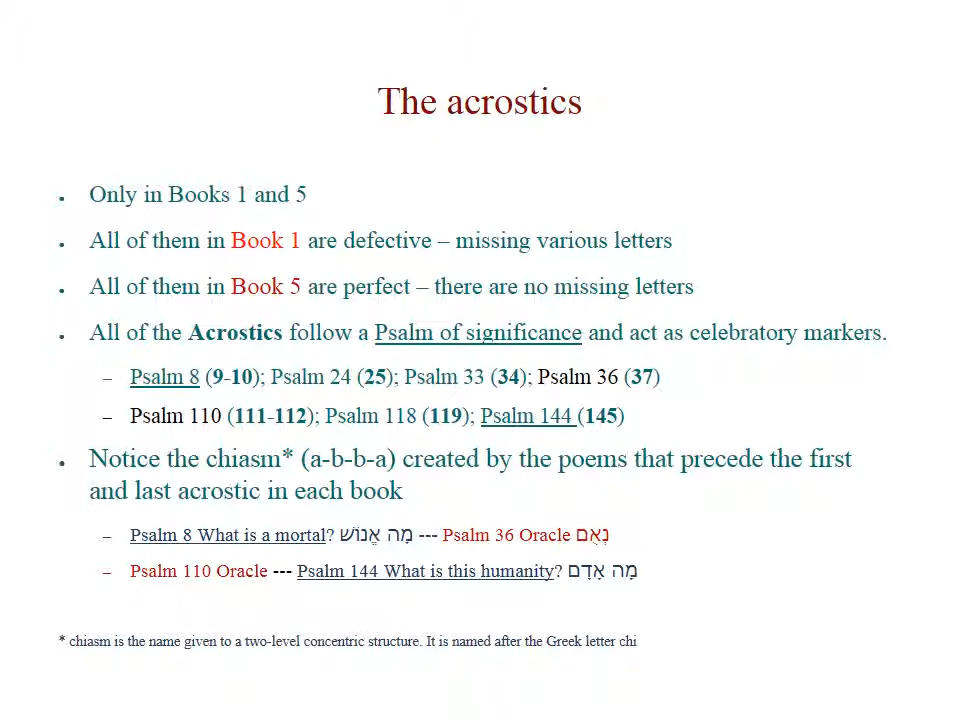 The acrostics
● Only in Books 1 and 5
● All of them in Book 1 are defective – missing various letters
● All of them in Book 5 are perfect – there are no missing letters
● All of the Acrostics follow a Psalm of significance and act as celebratory markers.
– Psalm 8 (9-10); Psalm 24 (25); Psalm 33 (34); Psalm 36 (37)
– Psalm 110 (111-112); Psalm 118 (119); Psalm 144 (145)
● Notice the chiasm* (a-b-b-a) created by the poems that precede the first
and last acrostic in each book
– Psalm 8 What is a mortal? מָה אֱנוֹשׁ --- Psalm 36 Oracle נְאֻם
– Psalm 110 Oracle --- Psalm 144 What is this humanity? מָה אָדָם
* chiasm is the name given to a two-level concentric structure. It is named after the Greek letter chi